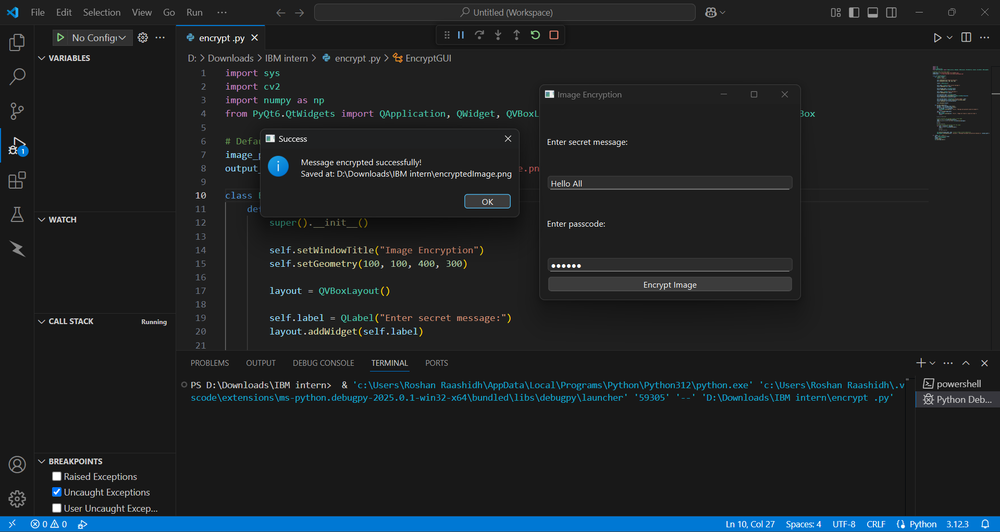 File Edit Selection View Go Run ···
Untitled (Workspace)
No Config
encrypt .py
VARIABLES
D: > Downloads > IBM intern > encrypt .py > EncryptGUI
1 import sys
2 import cv2
3 import numpy as np
4 from PyQt6.QtWidgets import QApplication, QWidget, QVBoxL
5
6 # Defau
7 image_p
8 output_
e.pn
9
10 class E
11 def
12 super().__init__()
13
14 self.setWindowTitle("Image Encryption")
15 self.setGeometry(100, 100, 400, 300)
16
17 layout = QVBoxLayout()
18
19 self.label = QLabel("Enter secret message:")
20 layout.addWidget(self.label)
21
Success
Message encrypted successfully!
Saved at: D:\Downloads\IBM intern\encryptedImage.png
OK
Image Encryption
Enter secret message:
Hello All
Enter passcode:
●●●●●●
Encrypt Image
WATCH
CALL STACK Running
BREAKPOINTS
Raised Exceptions
Uncaught Exceptions
User Uncaught Excep...
1
PROBLEMS OUTPUT DEBUG CONSOLE TERMINAL PORTS
PS D:\Downloads\IBM intern> & 'c:\Users\Roshan Raashidh\AppData\Local\Programs\Python\Python312\python.exe' 'c:\Users\Roshan Raashidh\.v
scode\extensions\ms-python.debugpy-2025.0.1-win32-x64\bundled\libs\debugpy\launcher' '59305' '--' 'D:\Downloads\IBM intern\encrypt .py'
powershell
Python Deb...
0 0
Ln 10, Col 27 Spaces: 4 UTF-8 CRLF Python 3.12.3